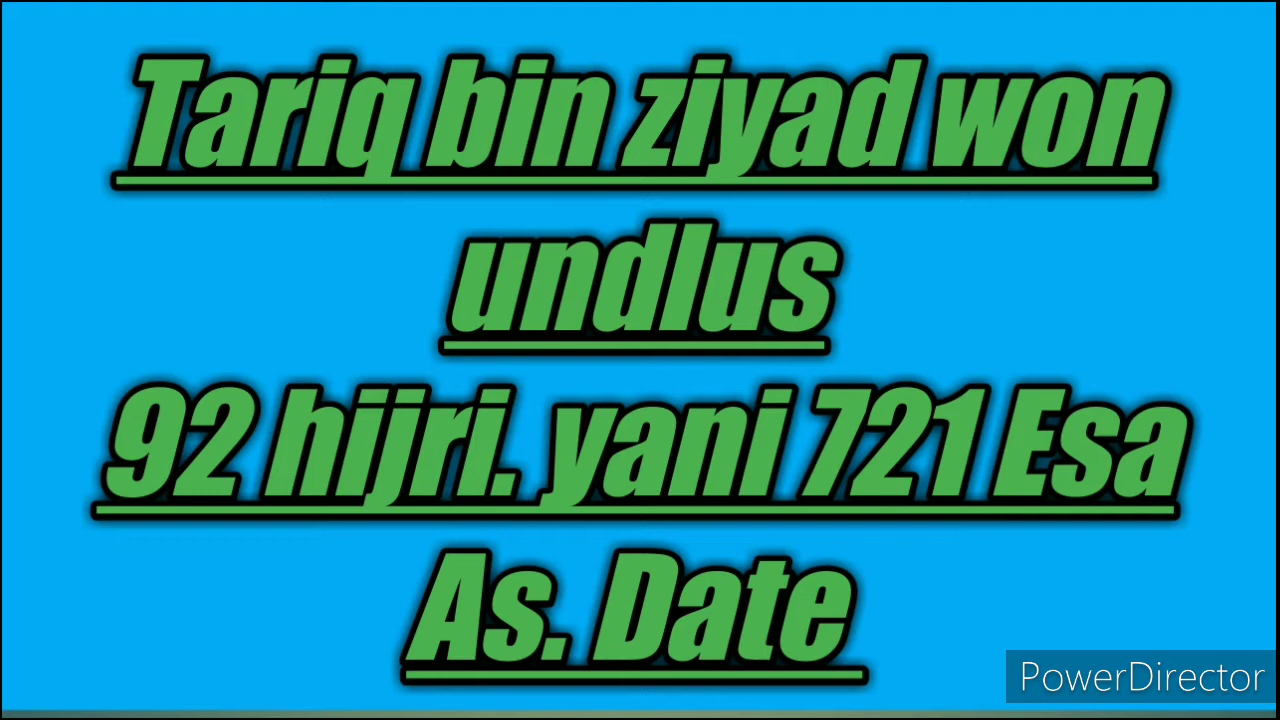 Tariq bin ziyad won
undlus
92 hijri. yani 721 Esa
As. Date
PowerDirector